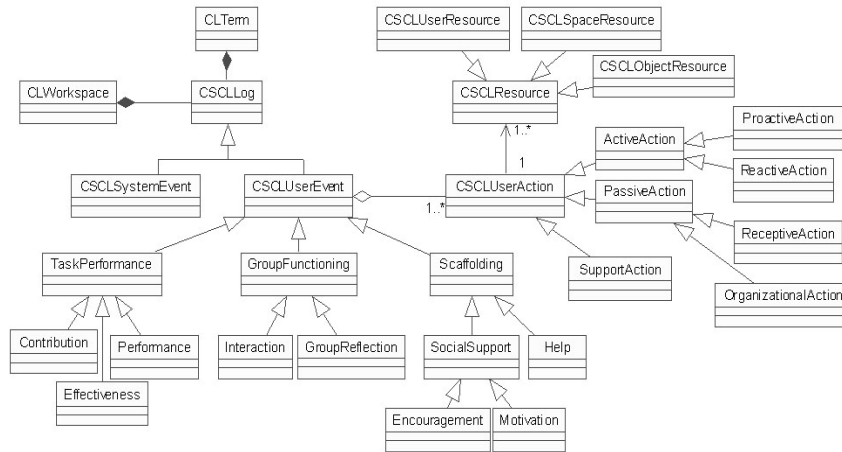 CLTerm
CSCLUserResource
CSCLSpaceResource
CSCLObjectResource
CLWorkspace
CSCLLog
CSCLResource
1..*
1
ProactiveAction
ActiveAction
ReactiveAction
CSCLSystemEvent
CSCLUserEvent
CSCLUserAction
1..*
PassiveAction
ReceptiveAction
TaskPerformance
GroupFunctioning
Scaffolding
SupportAction
OrganizationalAction
Contribution
Performance
Interaction
GroupReflection
SocialSupport
Help
Effectiveness
Encouragement
Motivation